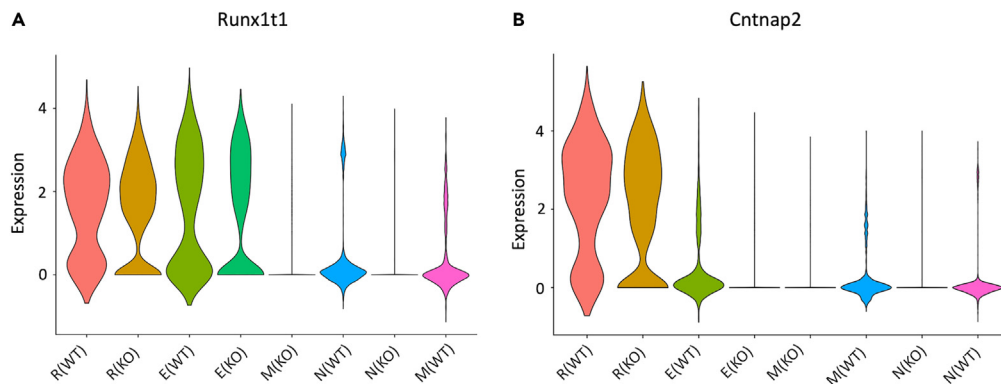 A Runx1t1
Expression
4
2
0
R(WT) R(KO) E(WT) E(KO) M(KO) N(WT) N(KO) M(WT)
B Cntnap2
Expression
4
2
0
R(WT) R(KO) E(WT) E(KO) M(KO) M(WT) N(KO) N(WT)